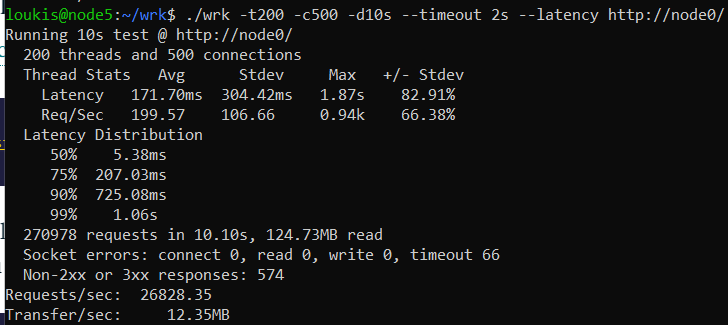 loukis@node5:~/wrk$ ./wrk -t200 -c500 -d10s --timeout 2s --latency http://node0/
Running 10s test @ http://node0/
  200 threads and 500 connections
  Thread Stats   Avg      Stdev     Max   +/- Stdev
    Latency   171.70ms  304.42ms   1.87s    82.91%
    Req/Sec   199.57    106.66     0.94k    66.38%
  Latency Distribution
     50%    5.38ms
     75%  207.03ms
     90%  725.08ms
     99%    1.06s
  270978 requests in 10.10s, 124.73MB read
  Socket errors: connect 0, read 0, write 0, timeout 66
  Non-2xx or 3xx responses: 574
Requests/sec:  26828.35
Transfer/sec:     12.35MB